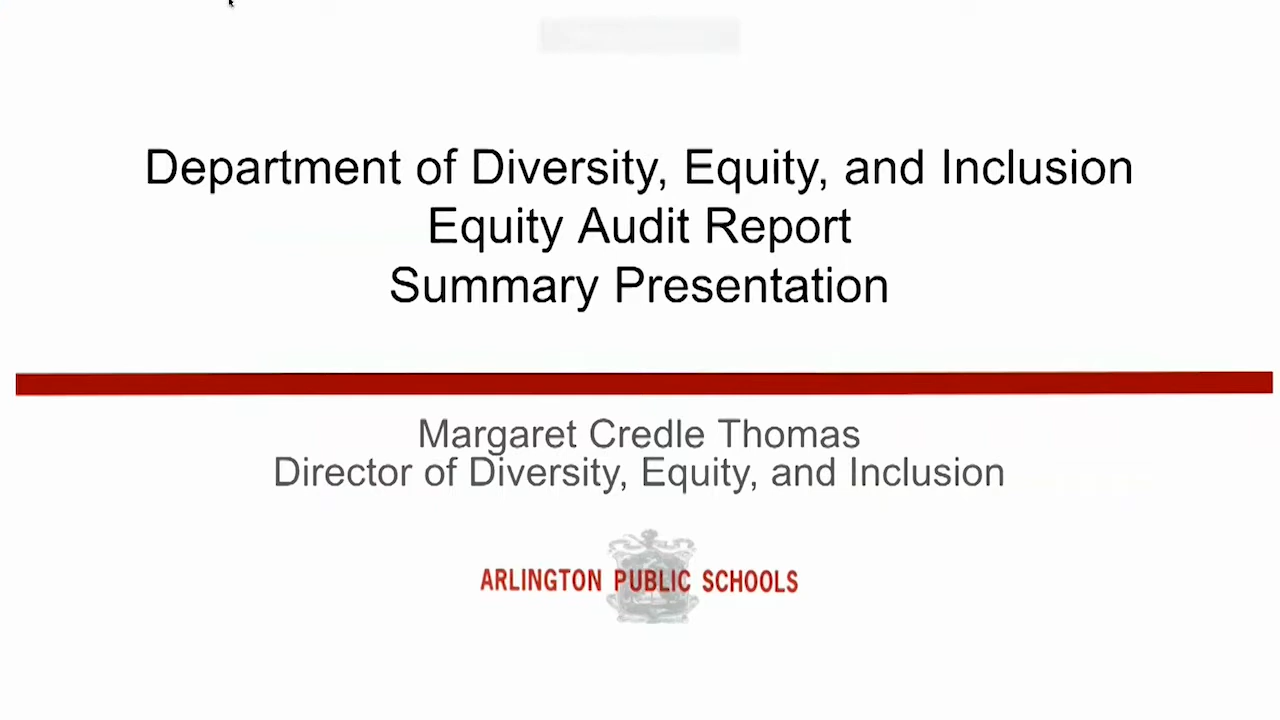 Department of Diversity, Equity, and Inclusion
Equity Audit Report
Summary Presentation
Margaret Credle Thomas
Director of Diversity, Equity, and Inclusion
ARLINGTON PUBLIC SCHOOLS